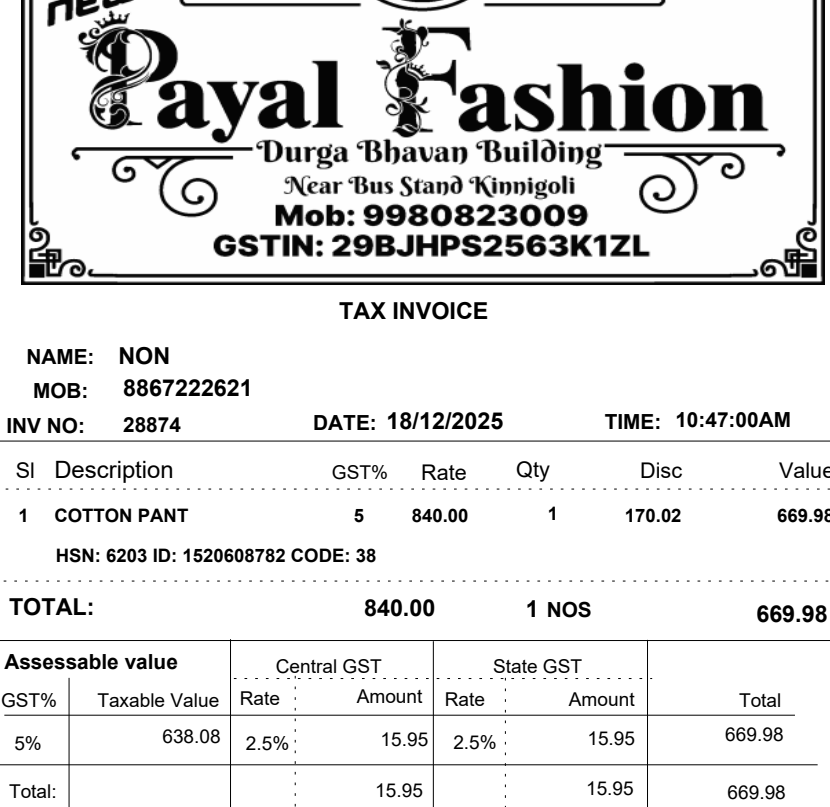 new
Payal Fashion
Durga Bhavan Building
Near Bus Stand Kinnigoli
Mob: 9980823009
GSTIN: 29BJHPS2563K1ZL
TAX INVOICE
NAME: NON
MOB: 8867222621
INV NO: 28874 DATE: 18/12/2025 TIME: 10:47:00AM
Sl Description GST% Rate Qty Disc Value
1 COTTON PANT 5 840.00 1 170.02 669.98
HSN: 6203 ID: 1520608782 CODE: 38
TOTAL: 840.00 1 NOS 669.98
Assessable value Central GST State GST
GST% Taxable Value Rate Amount Rate Amount Total
5% 638.08 2.5% 15.95 2.5% 15.95 669.98
Total: 15.95 15.95 669.98